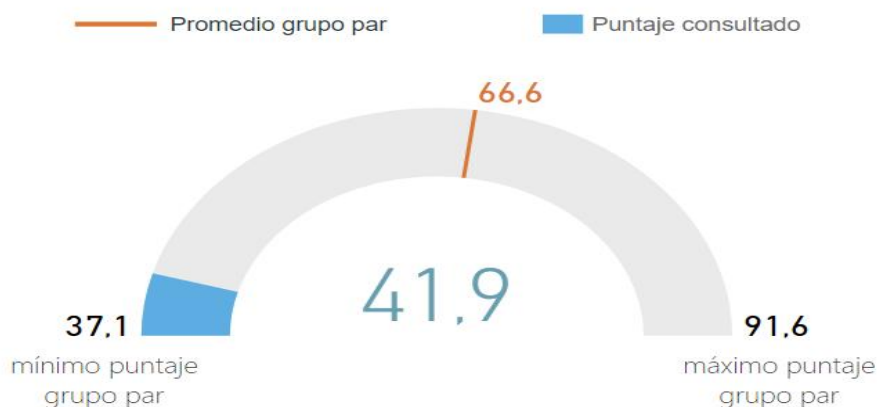 Promedio grupo par
Puntaje consultado
66,6
41,9
37,1
mínimo puntaje
grupo par
91,6
máximo puntaje
grupo par